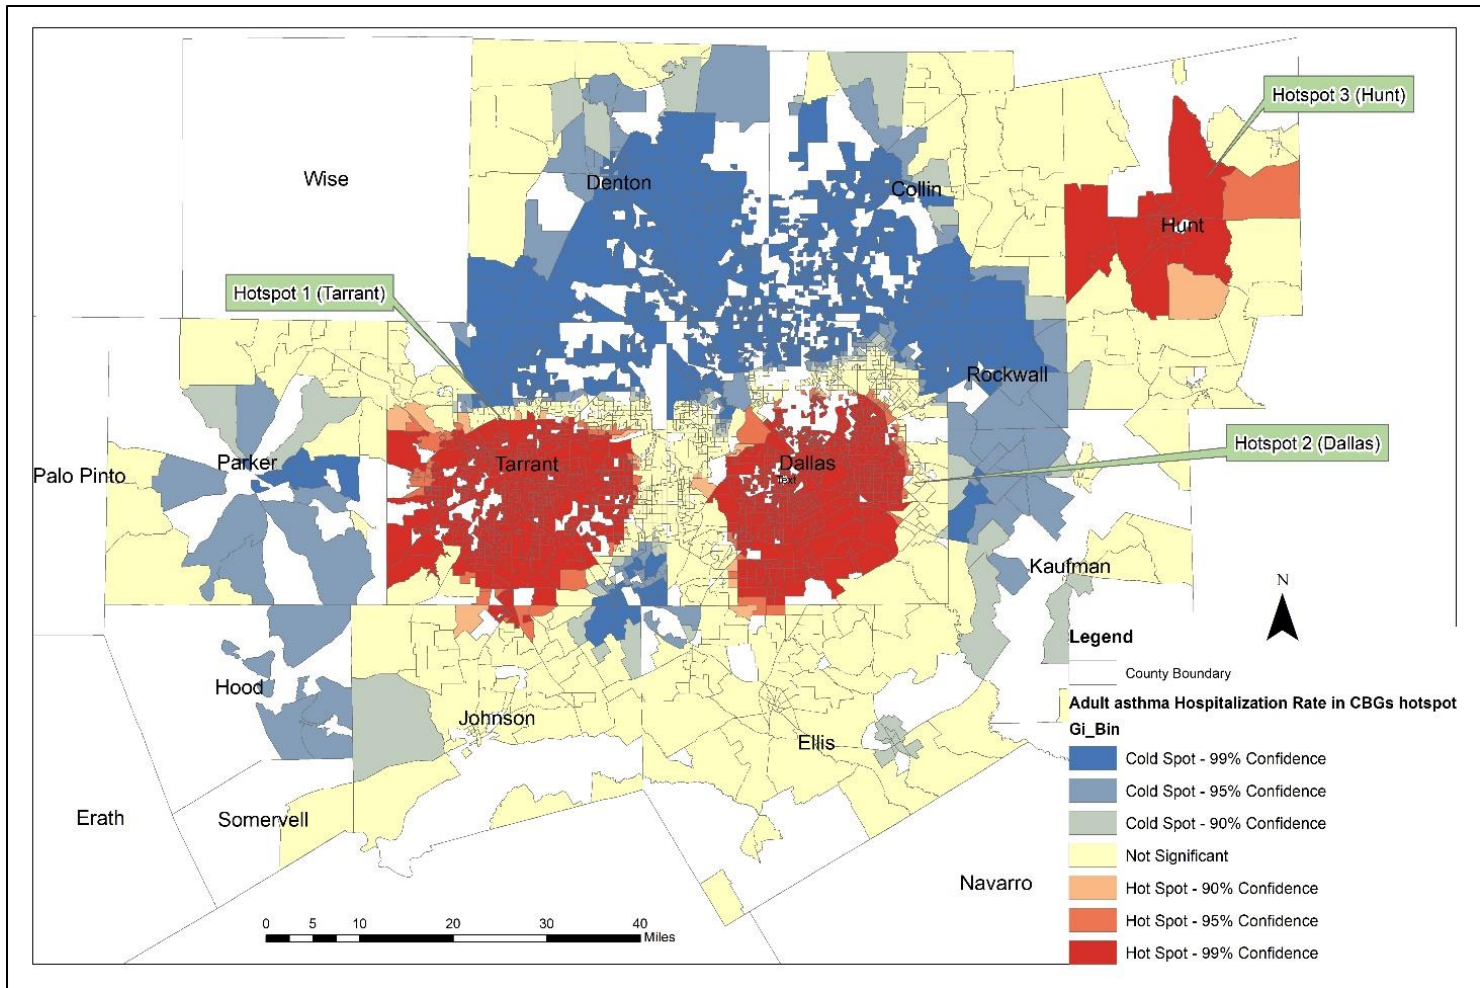 Hotspot 3 (Hunt)
Wise
Denton
Collin
Hunt
Hotspot 1 (Tarrant)
Rockwall
Hotspot 2 (Dallas)
Parker
Tarrant
Dallas
text
Palo Pinto
Kaufman
N
Hood
Johnson
Ellis
Erath
Somervell
Navarro
0 5 10 20 30 40
Miles
Legend
County Boundary
Adult asthma Hospitalization Rate in CBGs hotspot
Gi_Bin
Cold Spot - 99% Confidence
Cold Spot - 95% Confidence
Cold Spot - 90% Confidence
Not Significant
Hot Spot - 90% Confidence
Hot Spot - 95% Confidence
Hot Spot - 99% Confidence